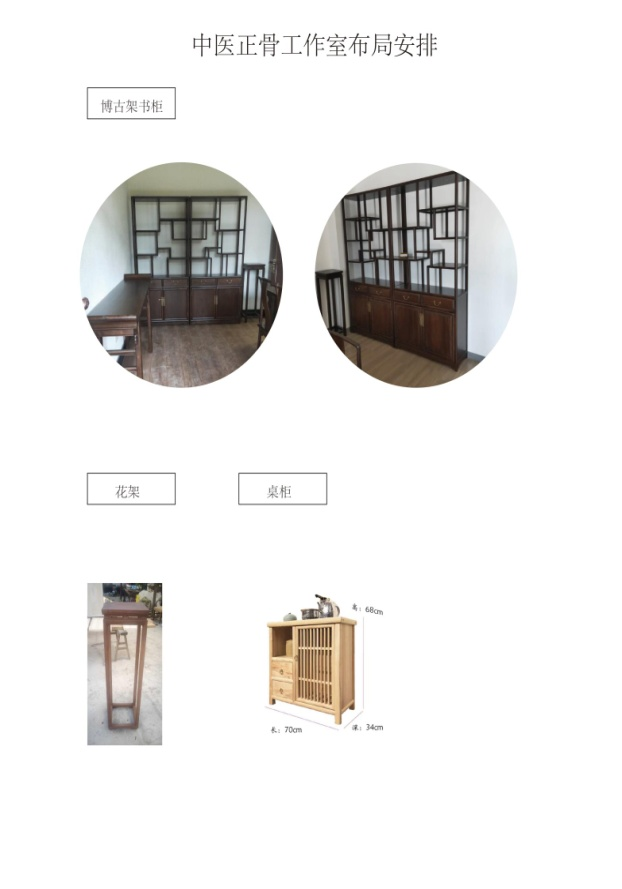 中医正骨工作室布局安排
博古架书柜
花架
桌柜
高：68cm
长：70cm
深：34cm